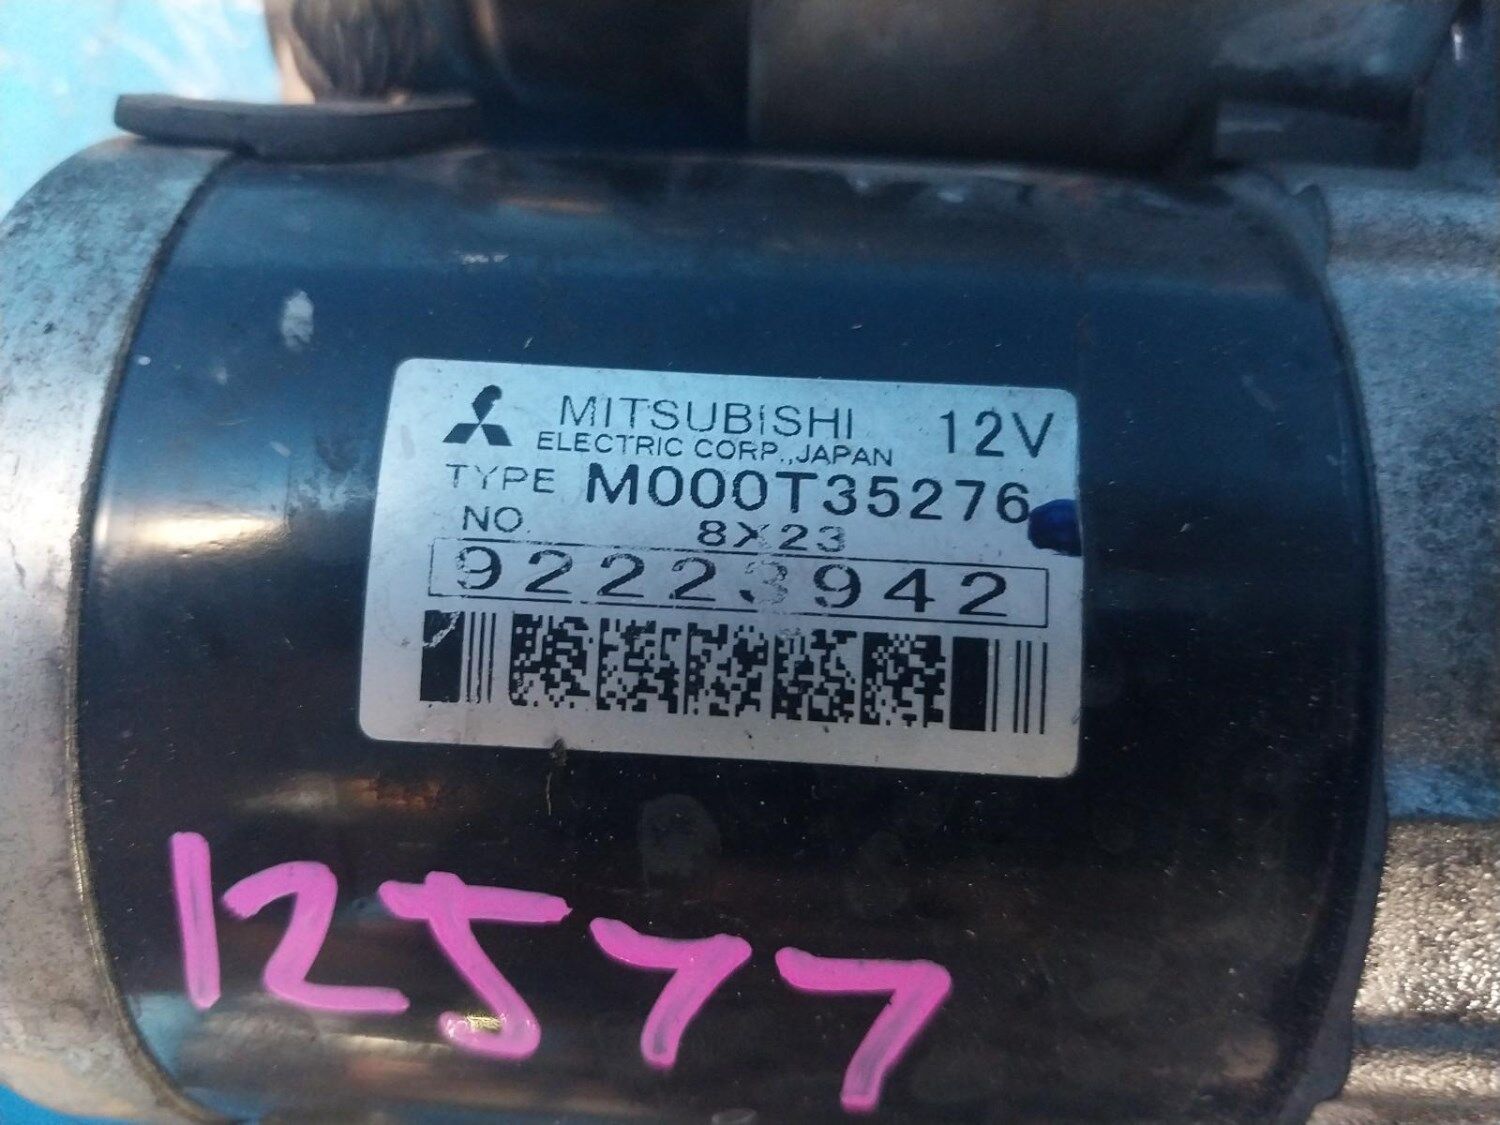 MITSUBISHI 12V
ELECTRIC CORP.,JAPAN
TYPE M000T35276
NO. 8X23
92223942
12577